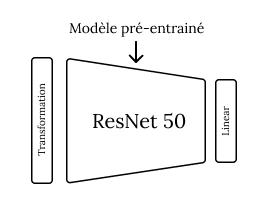 Modèle pré-entrainé
Transformation
ResNet 50
Linear